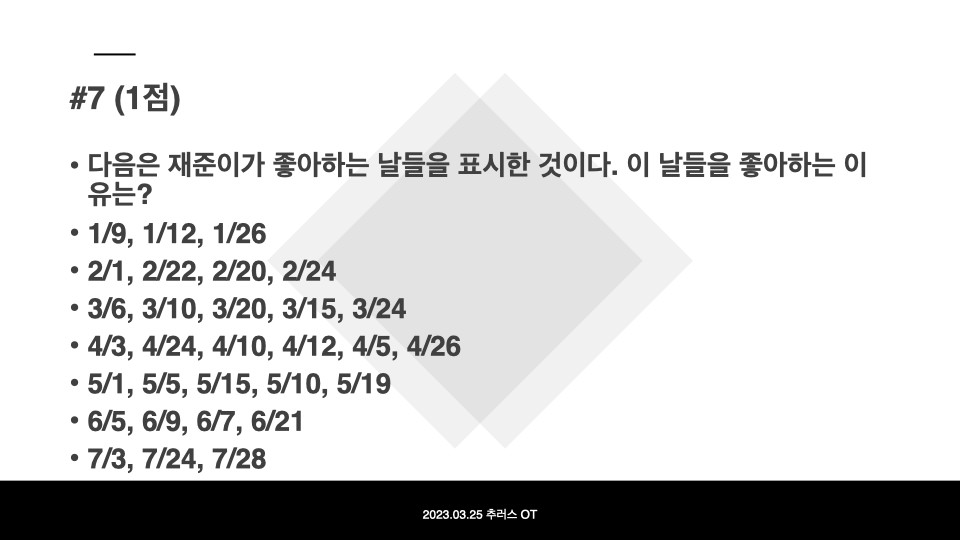 #7 (1점)
• 다음은 재준이가 좋아하는 날들을 표시한 것이다. 이 날들을 좋아하는 이
유는?
• 1/9, 1/12, 1/26
• 2/1, 2/22, 2/20, 2/24
• 3/6, 3/10, 3/20, 3/15, 3/24
• 4/3, 4/24, 4/10, 4/12, 4/5, 4/26
• 5/1, 5/5, 5/15, 5/10, 5/19
• 6/5, 6/9, 6/7, 6/21
• 7/3, 7/24, 7/28
2023.03.25 추러스 OT